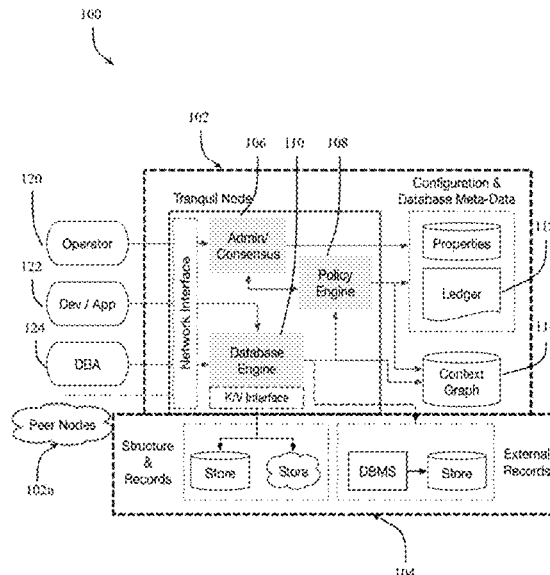 100
102
106
110
108
120
Tranquil Node
Configuration &
Database Meta-Data
Operator
Admin/
Consensus
Properties
122
Policy
Engine
Dev / App
Network Interface
Ledger
124
DBA
Database
Engine
Context
Graph
K/V Interface
Peer Nodes
102n
Structure
&
Records
Store
Store
DBMS
Store
External
Records
104